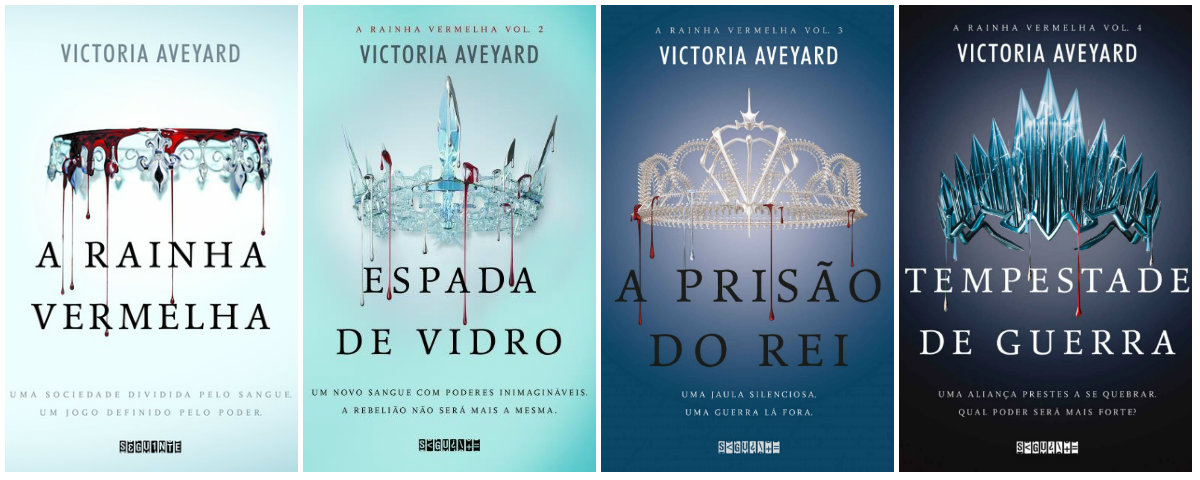 VICTORIA AVEYARD
A RAINHA
VERMELHA
UMA SOCIEDADE DIVIDIDA PELO SANGUE.
UM JOGO DEFINIDO PELO PODER.
SEGUINTE
A RAINHA VERMELHA VOL. 2
VICTORIA AVEYARD
ESPADA
DE VIDRO
UM NOVO SANGUE COM PODERES INIMAGINÁVEIS.
A REBELIÃO NÃO SERÁ MAIS A MESMA.
A RAINHA VERMELHA VOL. 3
VICTORIA AVEYARD
A PRISÃO
DO REI
UMA JAULA SILENCIOSA.
UMA GUERRA LÁ FORA.
A RAINHA VERMELHA VOL. 4
VICTORIA AVEYARD
TEMPESTADE
DE GUERRA
UMA ALIANÇA PRESTES A SE QUEBRAR.
QUAL PODER SERÁ MAIS FORTE?